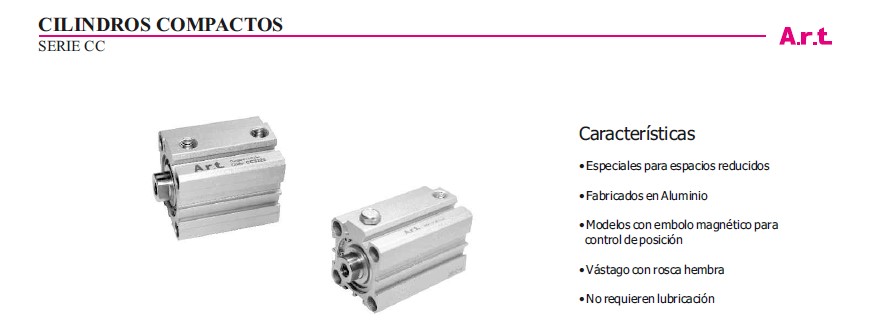 CILINDROS COMPACTOS
SERIE CC
A.r.t.
A.r.t.
A.r.t.
Características
• Especiales para espacios reducidos
• Fabricados en Aluminio
• Modelos con embolo magnético para
control de posición
• Vástago con rosca hembra
• No requieren lubricación